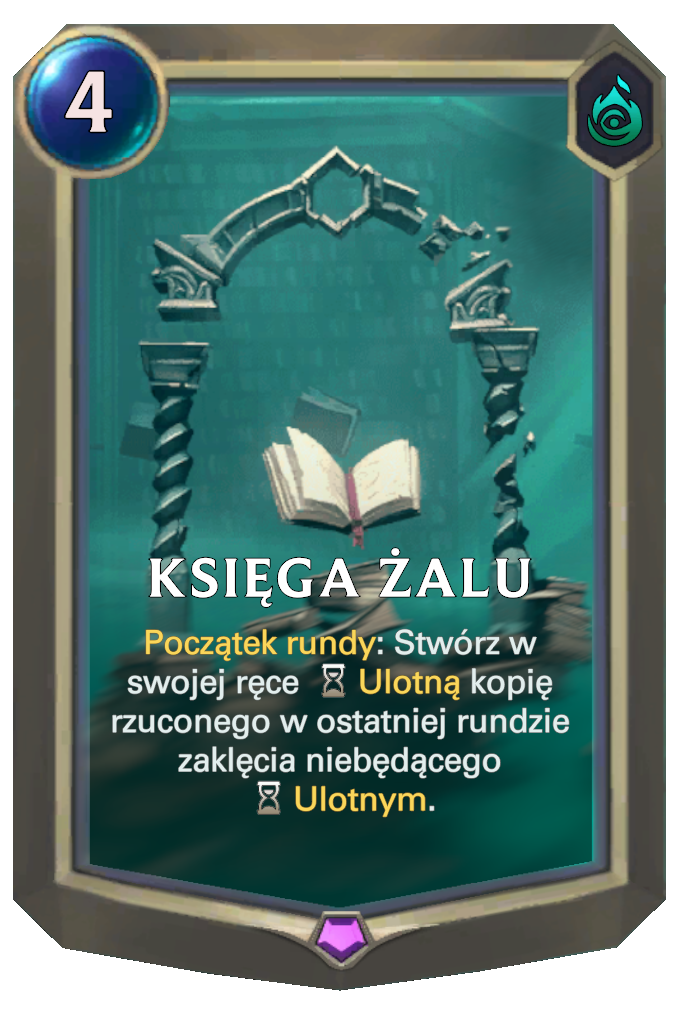 4
KSIĘGA ŻALU
Początek rundy: Stwórz w
swojej ręce Ulotną kopię
rzuconego w ostatniej rundzie
zaklęcia niebędącego
Ulotnym.